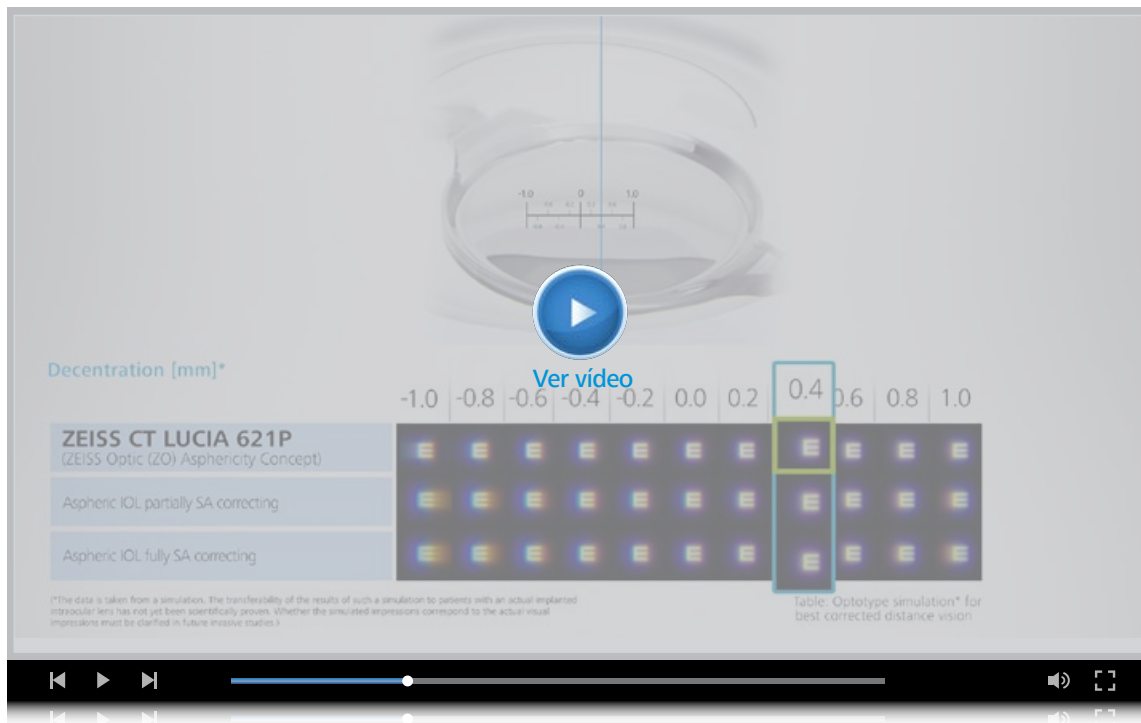 -1.0 0 1.0
Decentration [mm]*
Ver vídeo
-1.0 -0.8 -0.6 -0.4 -0.2 0.0 0.2 0.4 0.6 0.8 1.0
ZEISS CT LUCIA 621P
(ZEISS Optic (ZO) Asphericity Concept)
E E E E E E E E E E E
Aspheric IOL partially SA correcting
E E E E E E E E E E E
Aspheric IOL fully SA correcting
E E E E E E E E E E E
(*The data is taken from a simulation. The transferability of the results of such a simulation to patients with an actual implanted
intraocular lens has not yet been scientifically proven. Whether the simulated impressions correspond to the actual visual
impressions must be clarified in future invasive studies.)
Table: Optotype simulation* for
best corrected distance vision